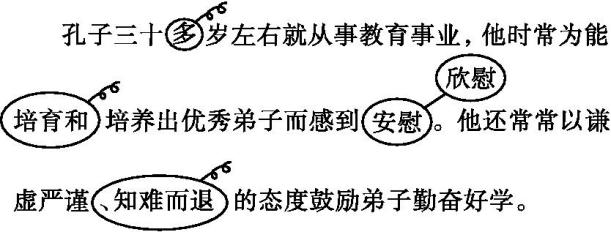 孔子三十多岁左右就从事教育事业,他时常为能
欣慰
培育和培养出优秀弟子而感到安慰。他还常常以谦
虚严谨、知难而退的态度鼓励弟子勤奋好学。